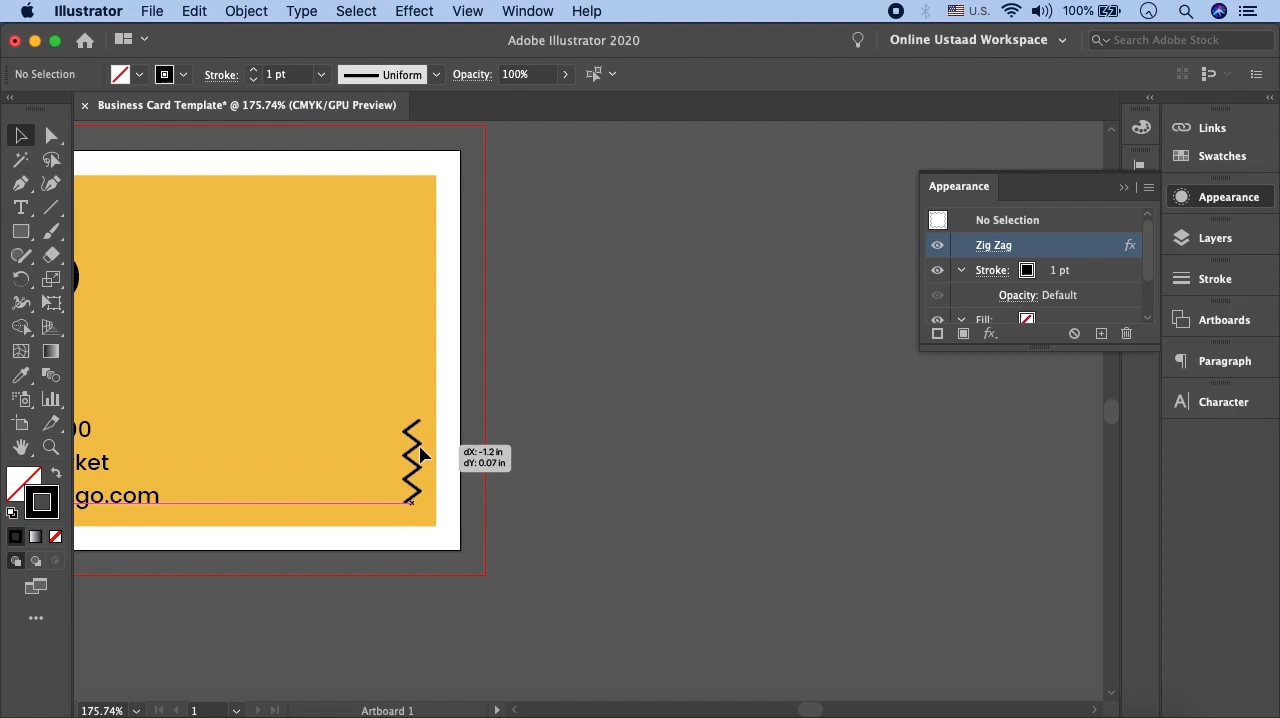 Illustrator File Edit Object Type Select Effect View Window Help U.S. 100%
Adobe Illustrator 2020 Online Ustaad Workspace Search Adobe Stock
No Selection Stroke: 1 pt Uniform Opacity: 100%
Business Card Template* @ 175.74% (CMYK/GPU Preview)
Links
Swatches
Appearance
Layers
Stroke
Artboards
Paragraph
Character
Appearance
No Selection
Zig Zag fx
Stroke: 1 pt
Opacity: Default
Fill:
fx.
00
ket
go.com
dX: -1.2 in
dY: 0.07 in
175.74% 1 Artboard 1